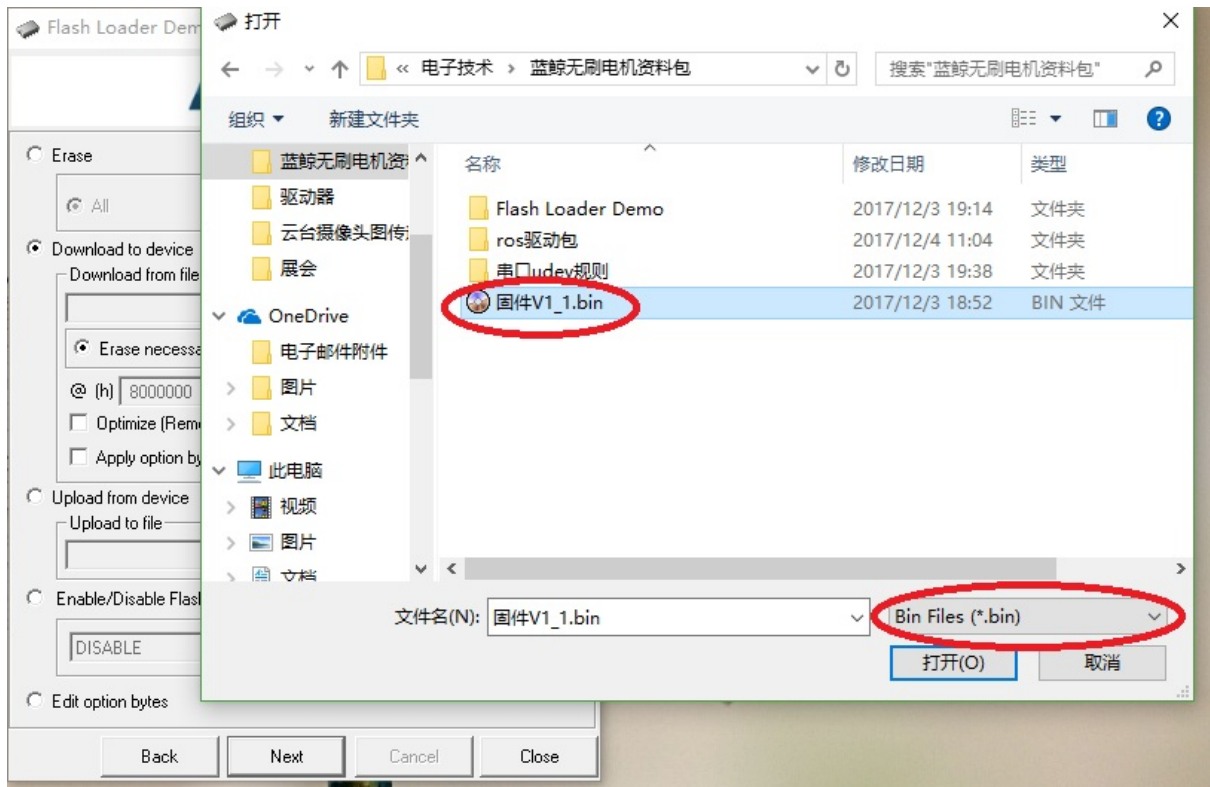 Flash Loader Dem
打开
« 电子技术 › 蓝鲸无刷电机资料包
搜索"蓝鲸无刷电机资料包"
组织
新建文件夹
Erase
All
Download to device
Download from file
Erase necessa
@ (h) 8000000
Optimize (Rem
Apply option by
Upload from device
Upload to file
Enable/Disable Flas
DISABLE
Edit option bytes
Back
Next
Cancel
Close
蓝鲸无刷电机资
驱动器
云台摄像头图传
展会
OneDrive
电子邮件附件
图片
文档
此电脑
视频
图片
文档
名称 修改日期 类型
Flash Loader Demo 2017/12/3 19:14 文件夹
ros驱动包 2017/12/4 11:04 文件夹
串口udev规则 2017/12/3 19:38 文件夹
固件V1_1.bin 2017/12/3 18:52 BIN 文件
文件名(N): 固件V1_1.bin
Bin Files (*.bin)
打开(O)
取消